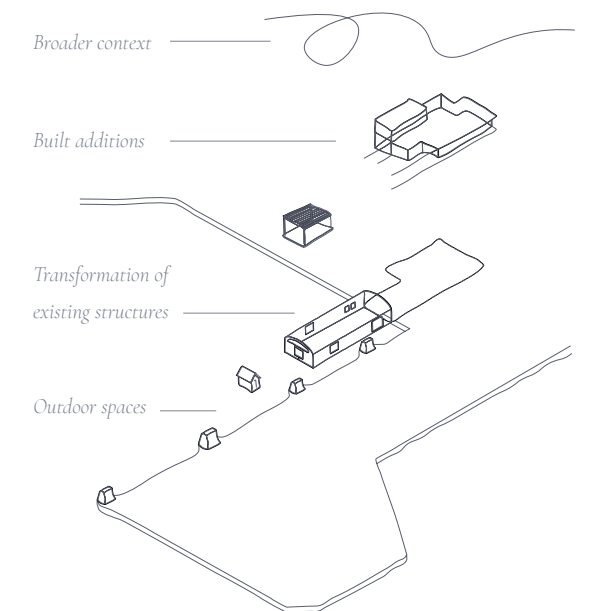 Broader context
Built additions
Transformation of
existing structures
Outdoor spaces